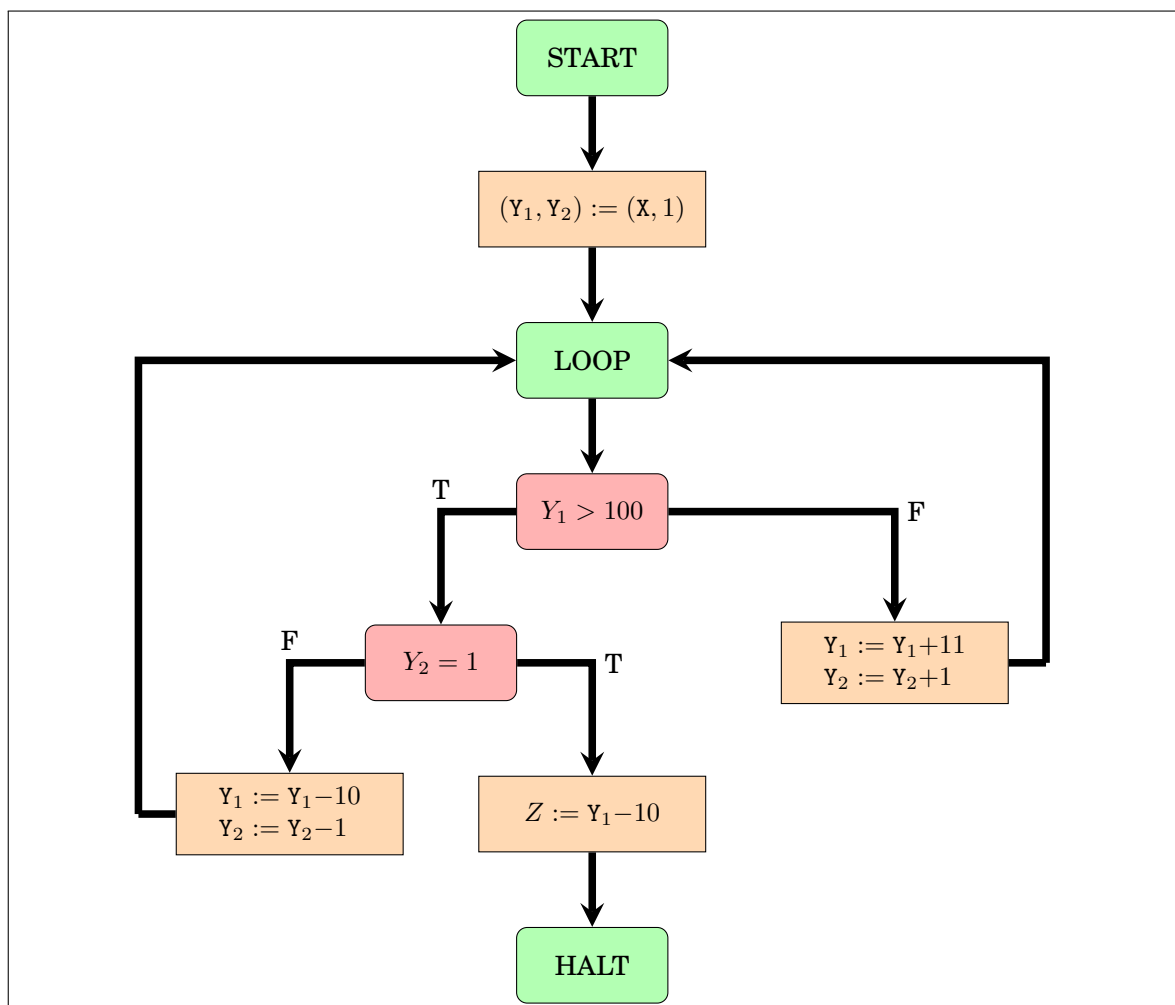 START
(Y₁, Y₂) := (X, 1)
LOOP
T
Y₁ > 100
F
F
Y₂ = 1
T
Y₁ := Y₁+11
Y₂ := Y₂+1
Y₁ := Y₁−10
Y₂ := Y₂−1
Z := Y₁−10
HALT